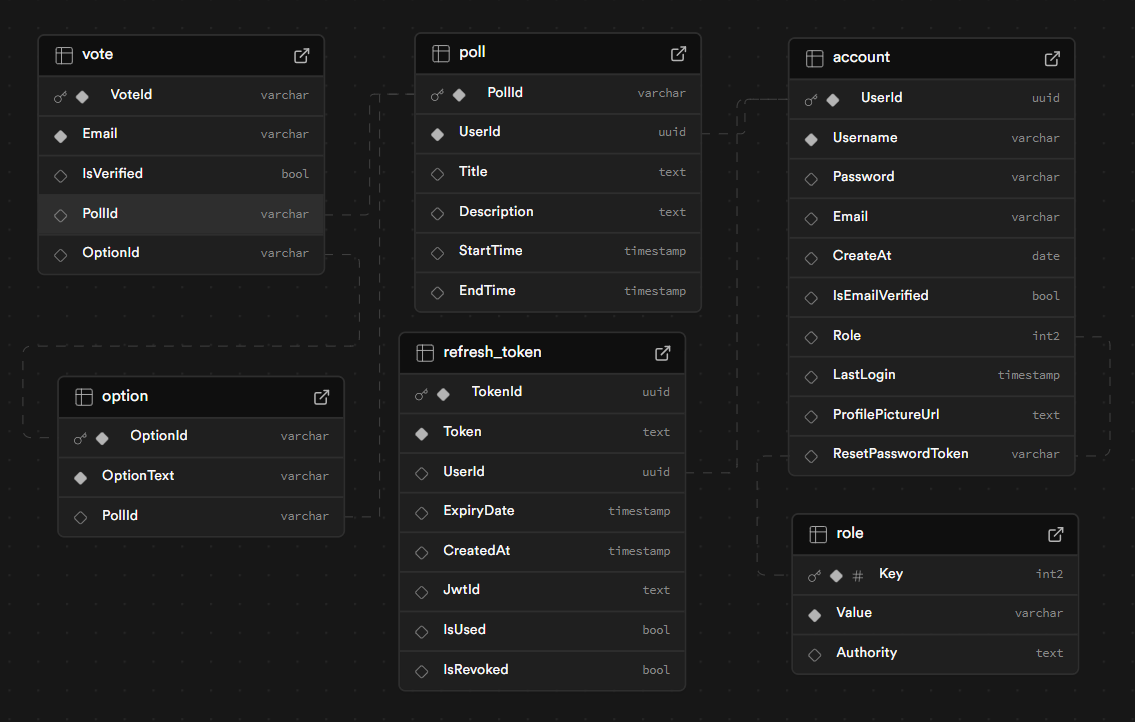 vote
VoteId varchar
Email varchar
IsVerified bool
PollId varchar
OptionId varchar
poll
PollId varchar
UserId uuid
Title text
Description text
StartTime timestamp
EndTime timestamp
account
UserId uuid
Username varchar
Password varchar
Email varchar
CreateAt date
IsEmailVerified bool
Role int2
LastLogin timestamp
ProfilePictureUrl text
ResetPasswordToken varchar
option
OptionId varchar
OptionText varchar
PollId varchar
refresh_token
TokenId uuid
Token text
UserId uuid
ExpiryDate timestamp
CreatedAt timestamp
JwtId text
IsUsed bool
IsRevoked bool
role
# Key int2
Value varchar
Authority text